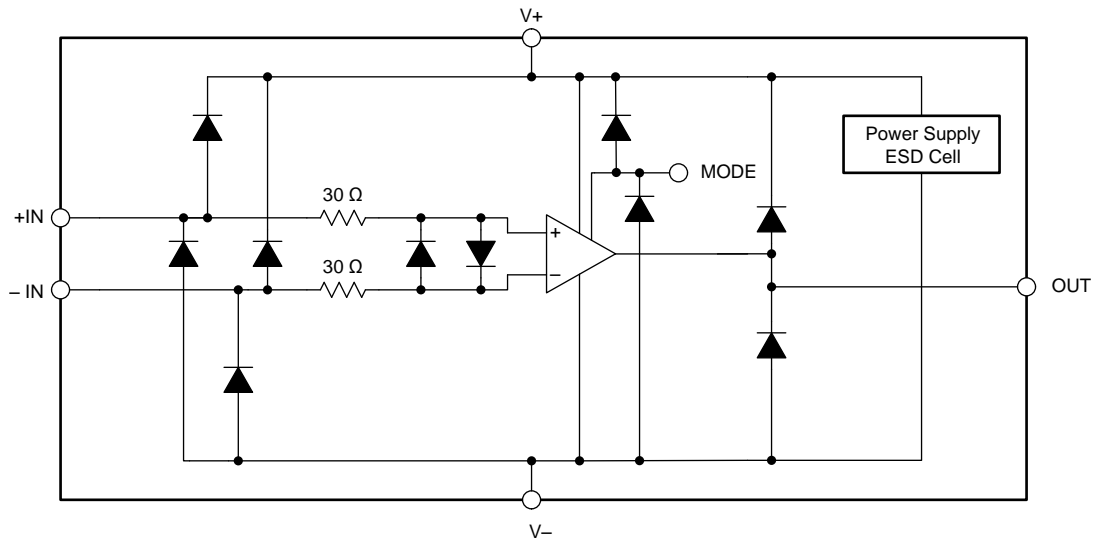 V+
Power Supply
ESD Cell
MODE
30 Ω
+IN
+
30 Ω
–
– IN
OUT
V–